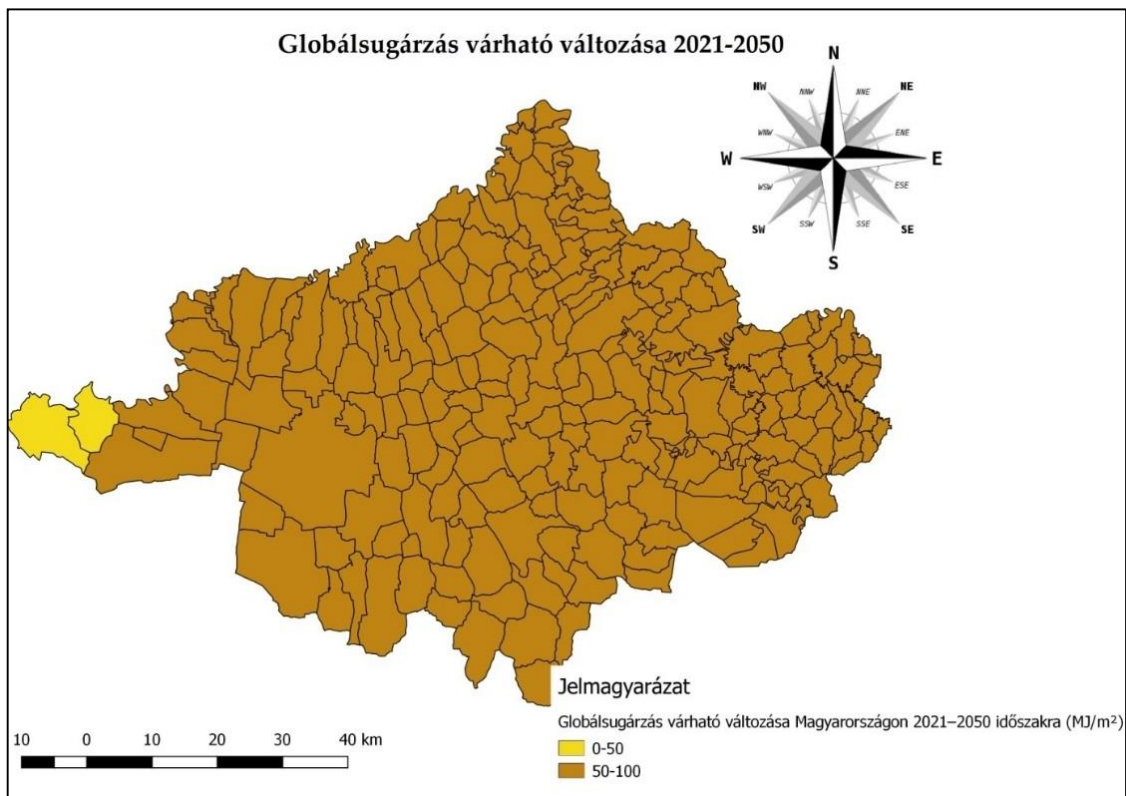 Globálsugárzás várható változása 2021-2050
N
NNW
NNE
NW
NE
WNW
ENE
W
E
WSW
ESE
SW
SSW
SSE
SE
S
Jelmagyarázat
Globálsugárzás várható változása Magyarországon 2021–2050 időszakra (MJ/m²)
0-50
50-100
10 0 10 20 30 40 km